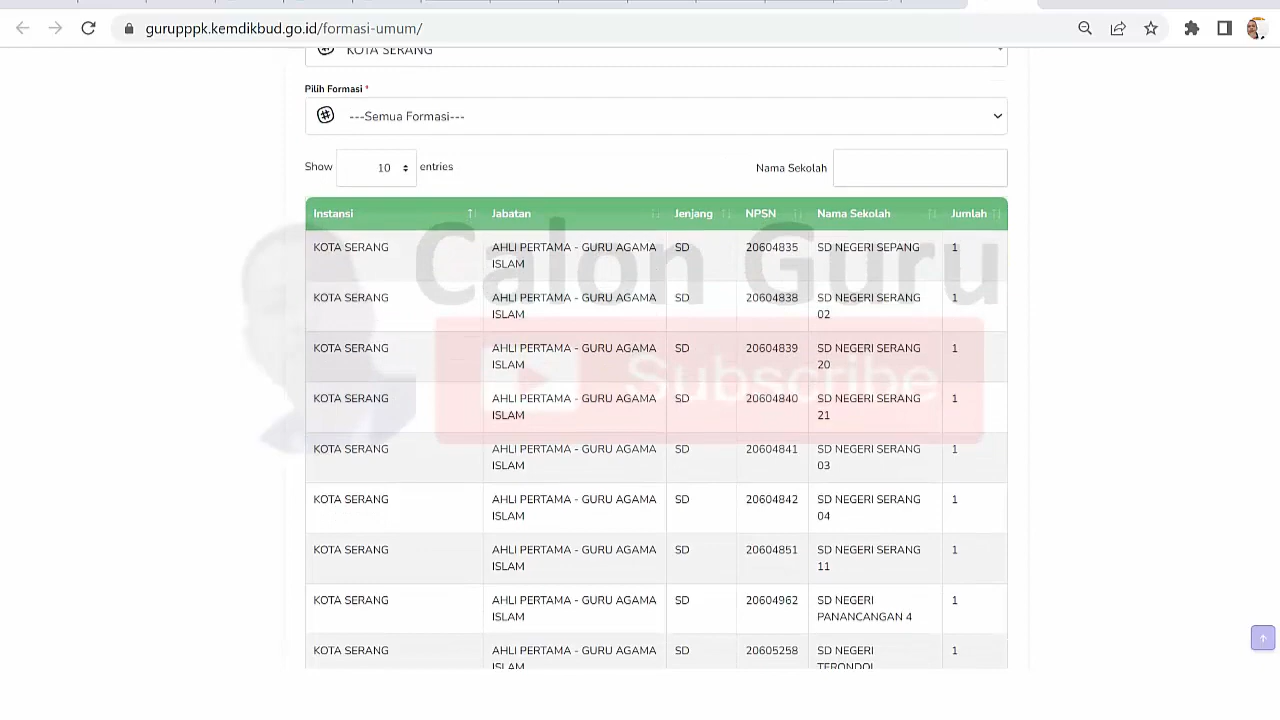 gurupppk.kemdikbud.go.id/formasi-umum/
KOTA SERANG
Pilih Formasi *
---Semua Formasi---
Show 10 entries Nama Sekolah
Instansi Jabatan Jenjang NPSN Nama Sekolah Jumlah
KOTA SERANG AHLI PERTAMA - GURU AGAMA SD 20604835 SD NEGERI SEPANG 1
ISLAM
Calon Guru
KOTA SERANG AHLI PERTAMA - GURU AGAMA SD 20604838 SD NEGERI SERANG 1
ISLAM 02
KOTA SERANG AHLI PERTAMA - GURU AGAMA SD 20604839 SD NEGERI SERANG 1
ISLAM 20
Subscribe
KOTA SERANG AHLI PERTAMA - GURU AGAMA SD 20604840 SD NEGERI SERANG 1
ISLAM 21
KOTA SERANG AHLI PERTAMA - GURU AGAMA SD 20604841 SD NEGERI SERANG 1
ISLAM 03
KOTA SERANG AHLI PERTAMA - GURU AGAMA SD 20604842 SD NEGERI SERANG 1
ISLAM 04
KOTA SERANG AHLI PERTAMA - GURU AGAMA SD 20604851 SD NEGERI SERANG 1
ISLAM 11
KOTA SERANG AHLI PERTAMA - GURU AGAMA SD 20604962 SD NEGERI 1
ISLAM PANANCANGAN 4
KOTA SERANG AHLI PERTAMA - GURU AGAMA SD 20605258 SD NEGERI 1
ISLAM TERONDOL